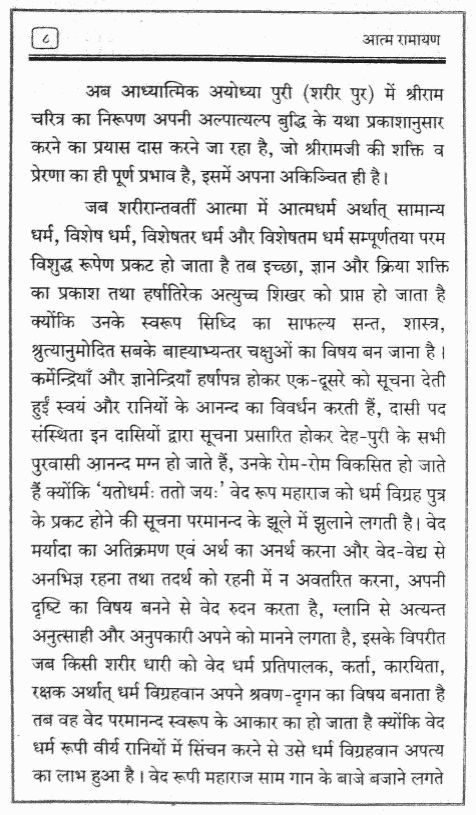 ८ आत्म रामायण
अब आध्यात्मिक अयोध्या पुरी (शरीर पुर) में श्रीराम
चरित्र का निरूपण अपनी अल्पात्यल्प बुद्धि के यथा प्रकाशानुसार
करने का प्रयास दास करने जा रहा है, जो श्रीरामजी की शक्ति व
प्रेरणा का ही पूर्ण प्रभाव है, इसमें अपना अकिञ्चित ही है।
जब शरीरान्तवर्ती आत्मा में आत्मधर्म अर्थात् सामान्य
धर्म, विशेष धर्म, विशेषतर धर्म और विशेषतम धर्म सम्पूर्णतया परम
विशुद्ध रूपेण प्रकट हो जाता है तब इच्छा, ज्ञान और क्रिया शक्ति
का प्रकाश तथा हर्षातिरेक अत्युच्च शिखर को प्राप्त हो जाता है
क्योंकि उनके स्वरूप सिध्दि का साफल्य सन्त, शास्त्र,
श्रुत्यानुमोदित सबके बाह्याभ्यन्तर चक्षुओं का विषय बन जाना है।
कर्मेन्द्रियाँ और ज्ञानेन्द्रियाँ हर्षापन्न होकर एक-दूसरे को सूचना देती
हुईं स्वयं और रानियों के आनन्द का विवर्धन करती हैं, दासी पद
संस्थिता इन दासियों द्वारा सूचना प्रसारित होकर देह-पुरी के सभी
पुरवासी आनन्द मग्न हो जाते हैं, उनके रोम-रोम विकसित हो जाते
हैं क्योंकि 'यतोधर्मः ततो जयः' वेद रूप महाराज को धर्म विग्रह पुत्र
के प्रकट होने की सूचना परमानन्द के झूले में झुलाने लगती है। वेद
मर्यादा का अतिक्रमण एवं अर्थ का अनर्थ करना और वेद-वेद्य से
अनभिज्ञ रहना तथा तदर्थ को रहनी में न अवतरित करना, अपनी
दृष्टि का विषय बनने से वेद रुदन करता है, ग्लानि से अत्यन्त
अनुत्साही और अनुपकारी अपने को मानने लगता है, इसके विपरीत
जब किसी शरीर धारी को वेद धर्म प्रतिपालक, कर्ता, कारयिता,
रक्षक अर्थात् धर्म विग्रहवान अपने श्रवण-दृगन का विषय बनाता है
तब वह वेद परमानन्द स्वरूप के आकार का हो जाता है क्योंकि वेद
धर्म रूपी वीर्य रानियों में सिंचन करने से उसे धर्म विग्रहवान अपत्य
का लाभ हुआ है। वेद रूपी महाराज साम गान के बाजे बजाने लगते